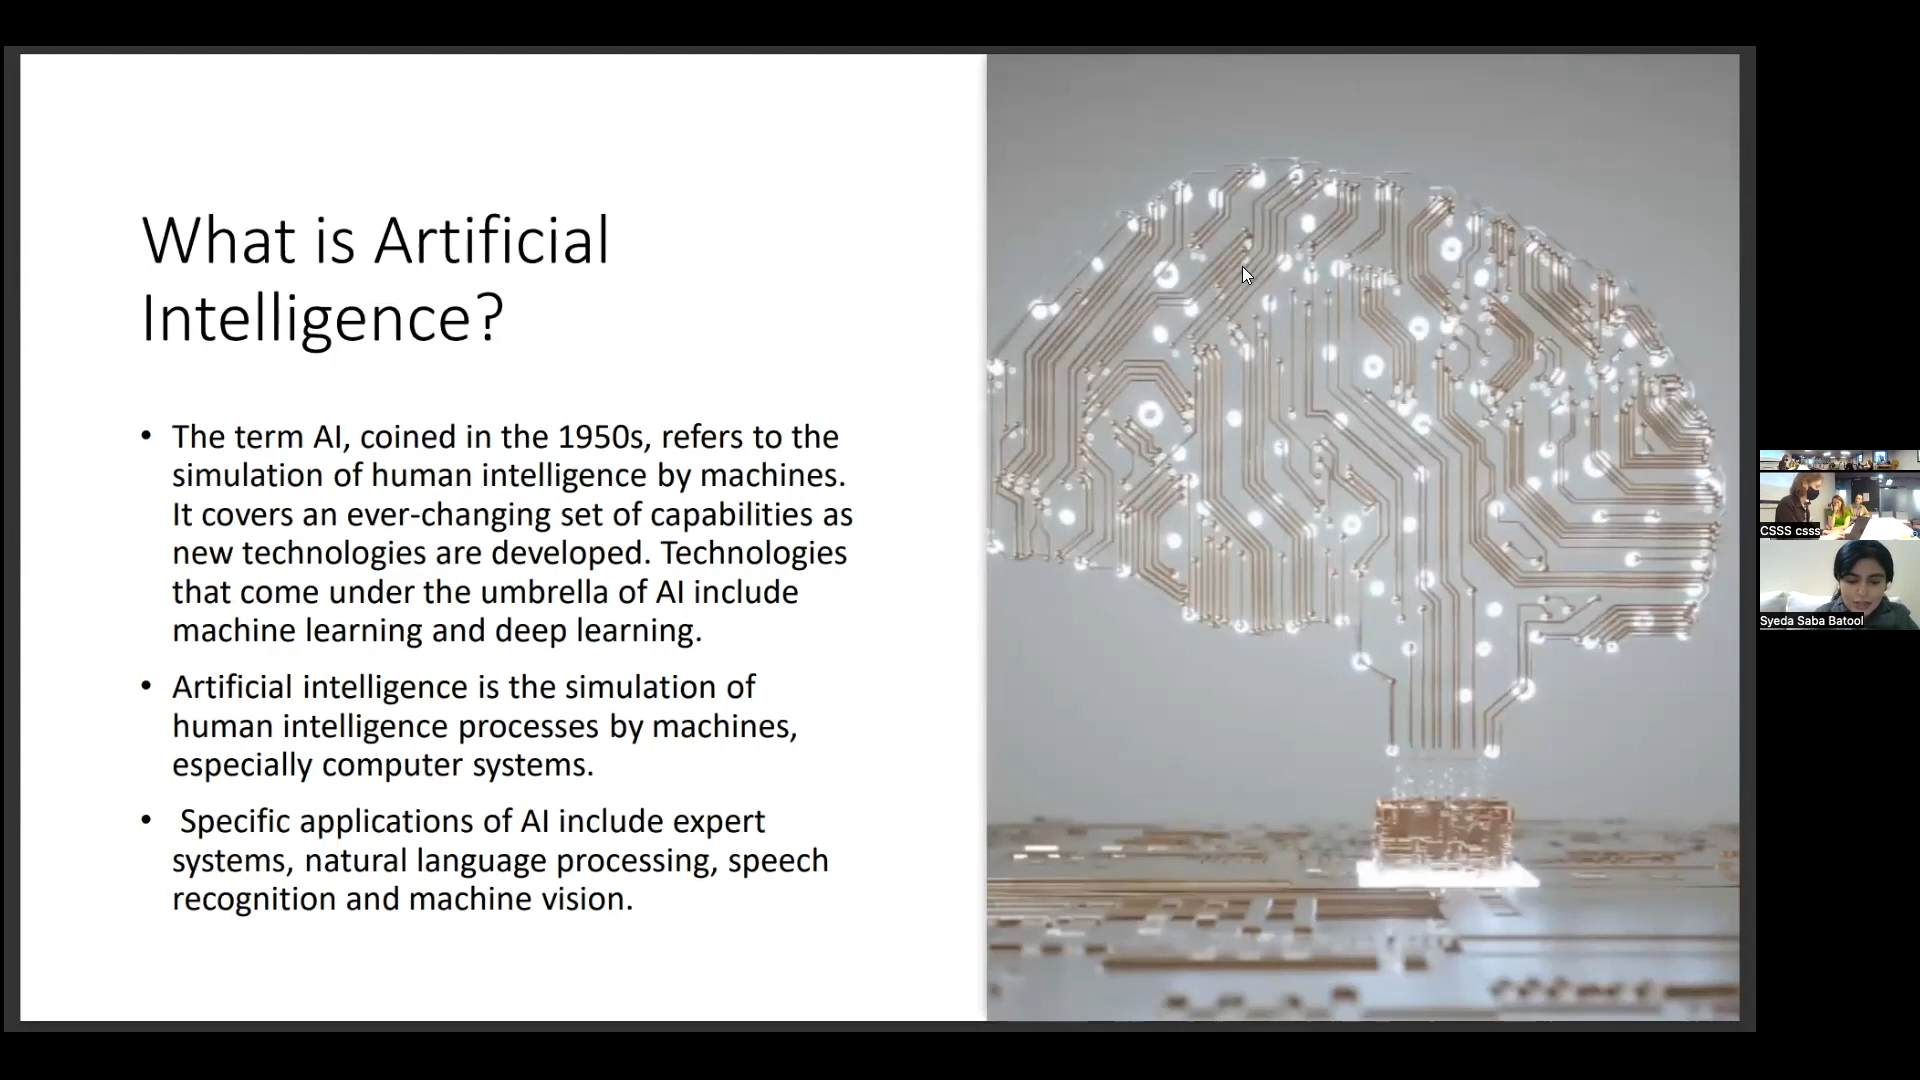 What is Artificial
Intelligence?
• The term AI, coined in the 1950s, refers to the
simulation of human intelligence by machines.
It covers an ever-changing set of capabilities as
new technologies are developed. Technologies
that come under the umbrella of AI include
machine learning and deep learning.
• Artificial intelligence is the simulation of
human intelligence processes by machines,
especially computer systems.
• Specific applications of AI include expert
systems, natural language processing, speech
recognition and machine vision.
CSSS csss
Syeda Saba Batool